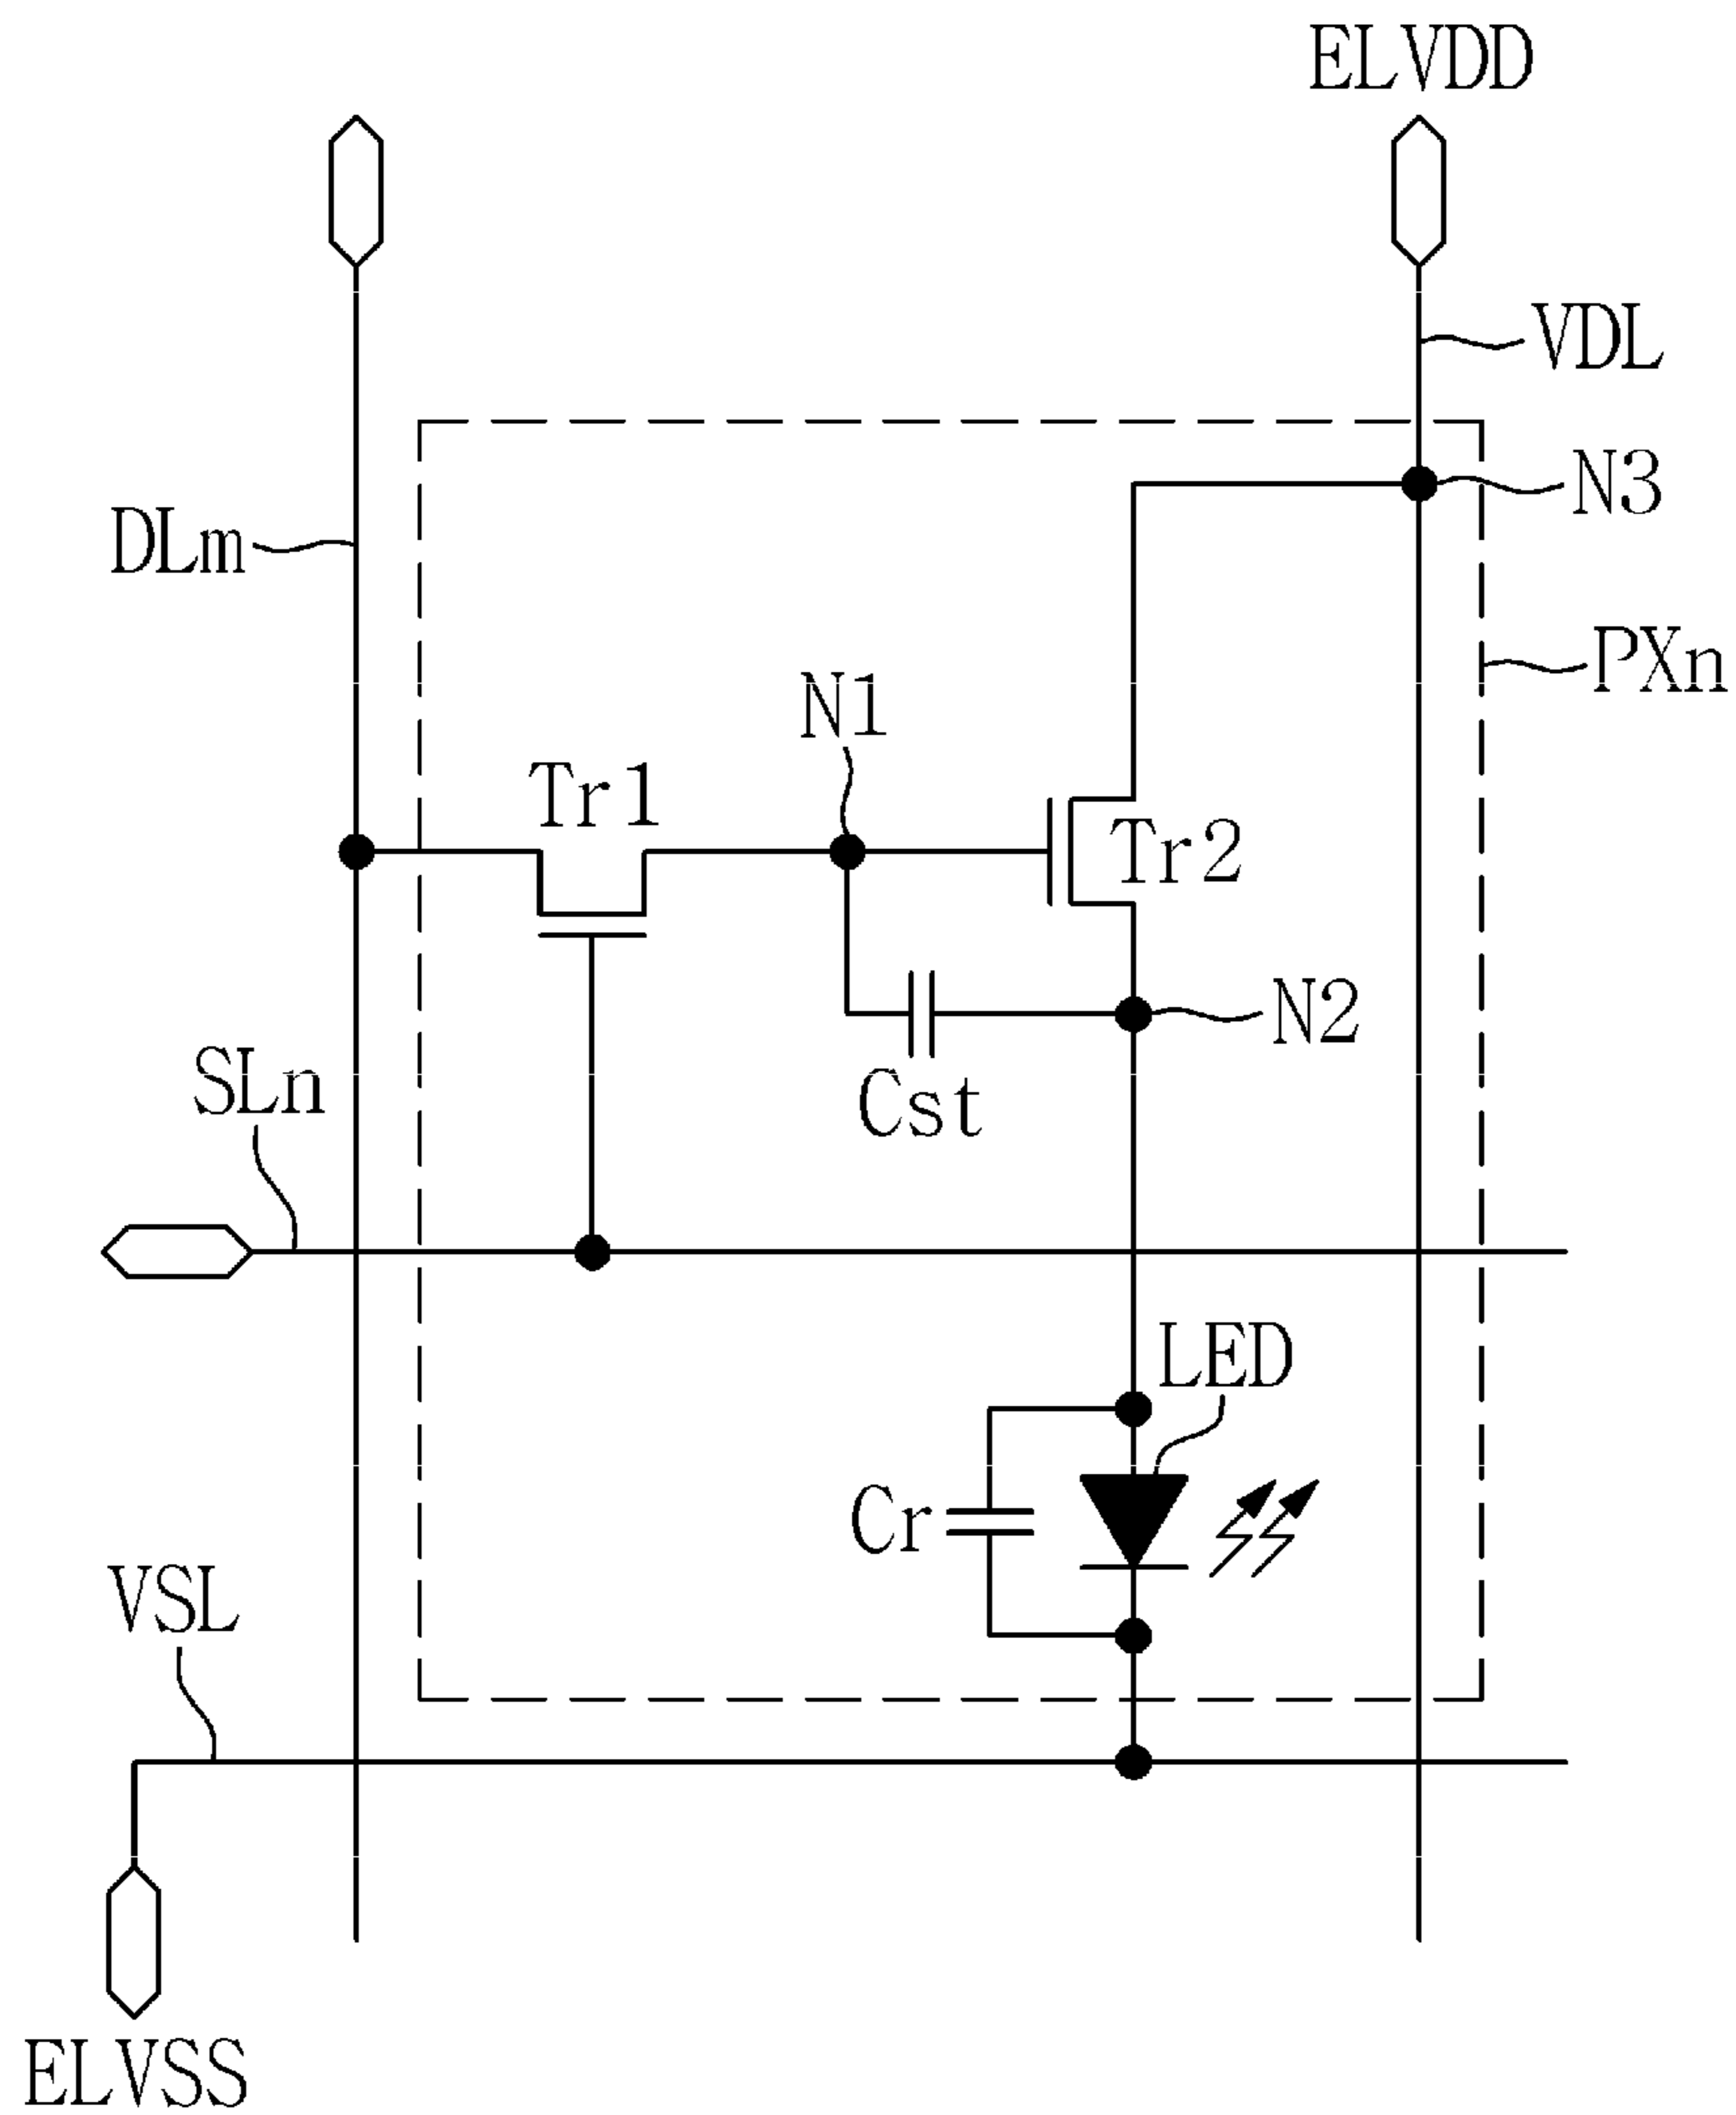 ELVDD
VDL
N3
DLm
PXn
N1
Tr1
Tr2
N2
SLn
Cst
LED
Cr
VSL
ELVSS